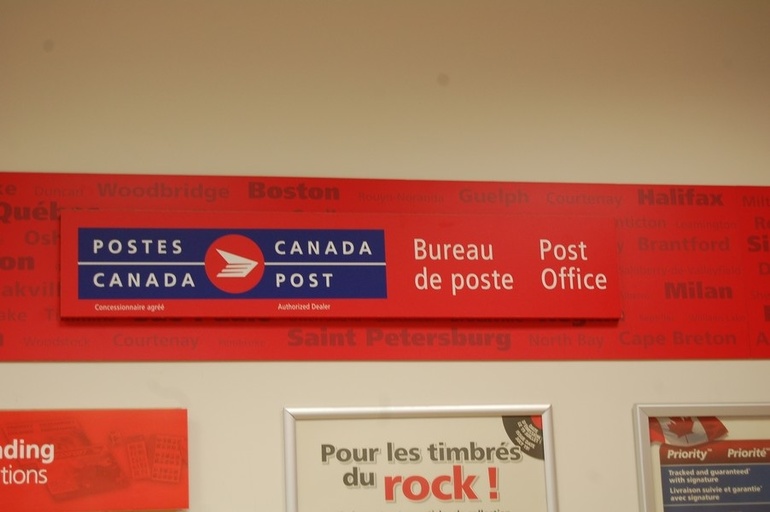 Woodbridge Boston Guelph Courtenay Halifax
Brantford
Milan
Courtenay Saint Petersburg North Bay Cape Breton
POSTES CANADA
CANADA POST
Concessionnaire agréé
Authorized Dealer
Bureau
de poste
Post
Office
Pour les timbrés
du rock !
Priority™ Priorité
Tracked and guaranteed*
with signature
Livraison suivie et garantie*
avec signature